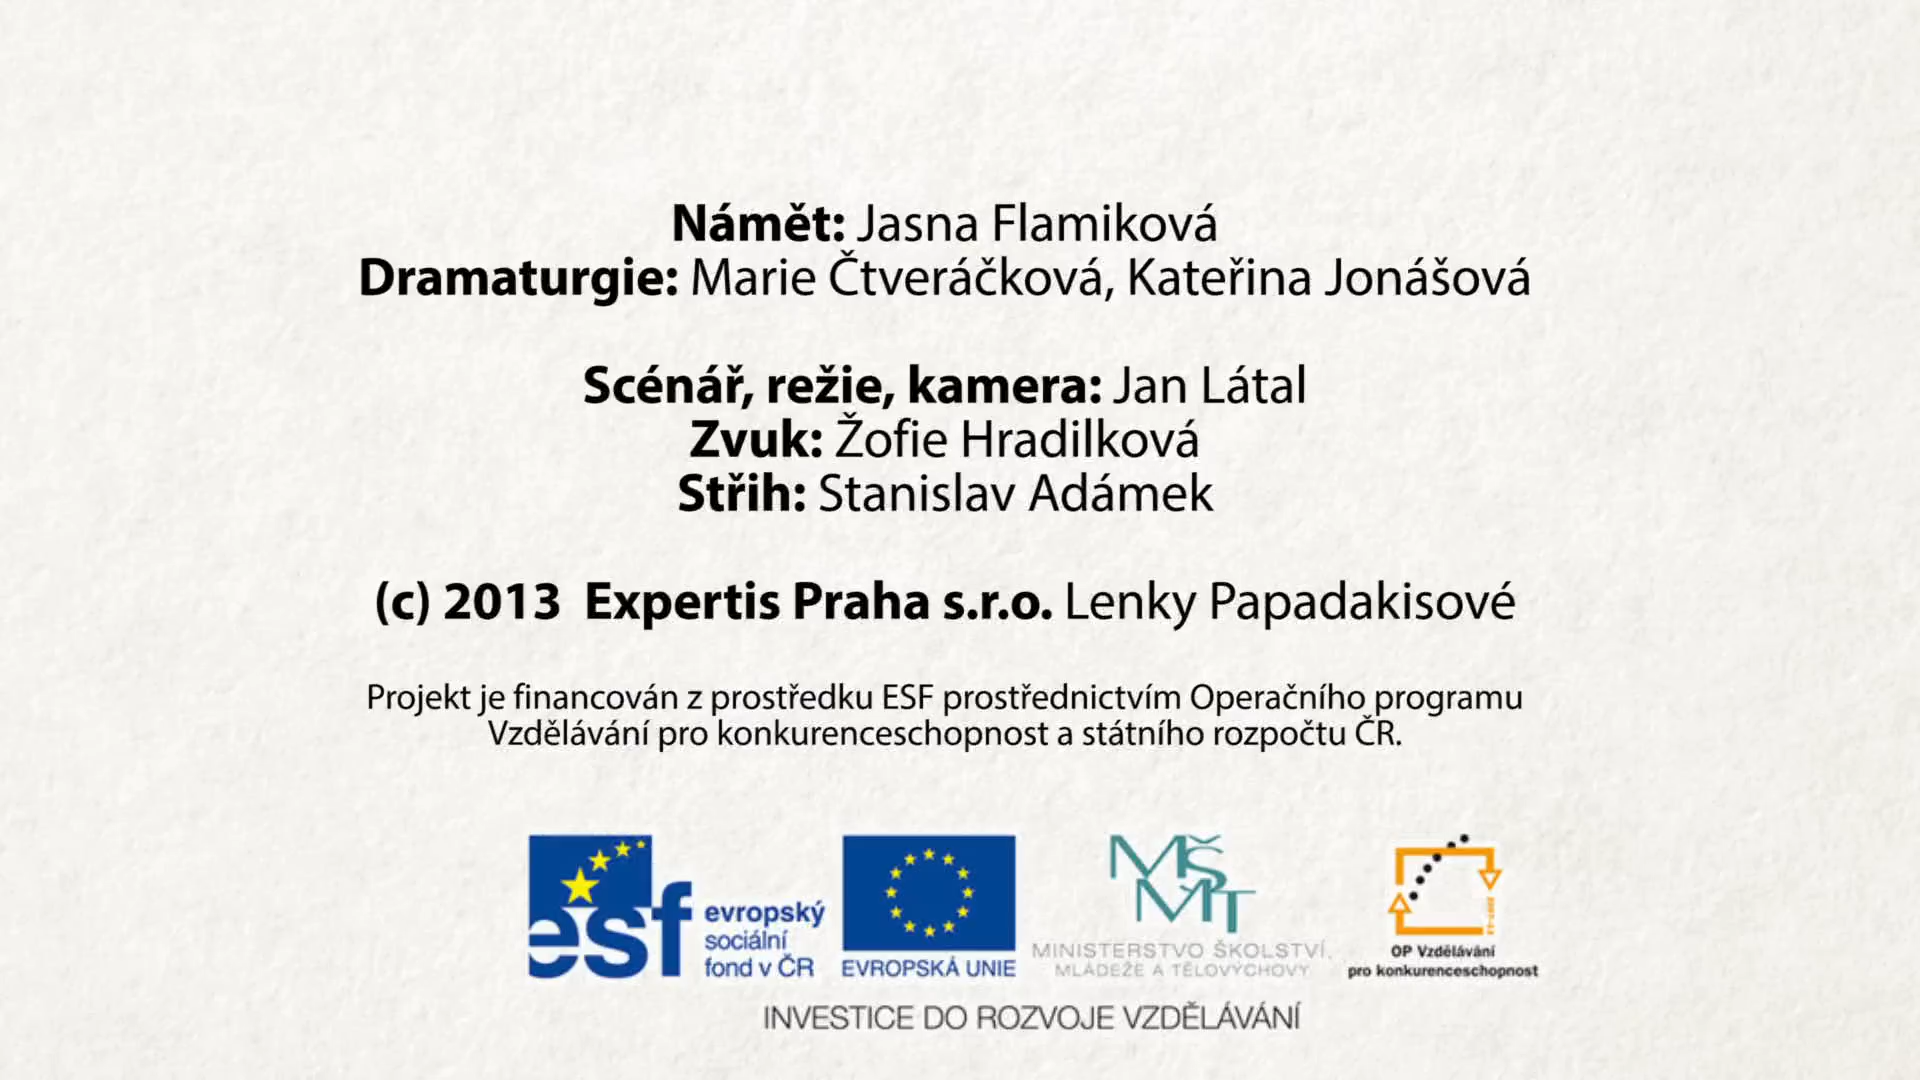 Námět: Jasna Flamiková
Dramaturgie: Marie Čtveráčková, Kateřina Jonášová
Scénář, režie, kamera: Jan Látal
Zvuk: Žofie Hradilková
Střih: Stanislav Adámek
(c) 2013 Expertis Praha s.r.o. Lenky Papadakisové
Projekt je financován z prostředku ESF prostřednictvím Operačního programu
Vzdělávání pro konkurenceschopnost a státního rozpočtu ČR.
esf evropský
sociální
fond v ČR
EVROPSKÁ UNIE
MŠMT
MINISTERSTVO ŠKOLSTVÍ,
MLÁDEŽE A TĚLOVÝCHOVY
OP Vzdělávání
pro konkurenceschopnost
INVESTICE DO ROZVOJE VZDĚLÁVÁNÍ